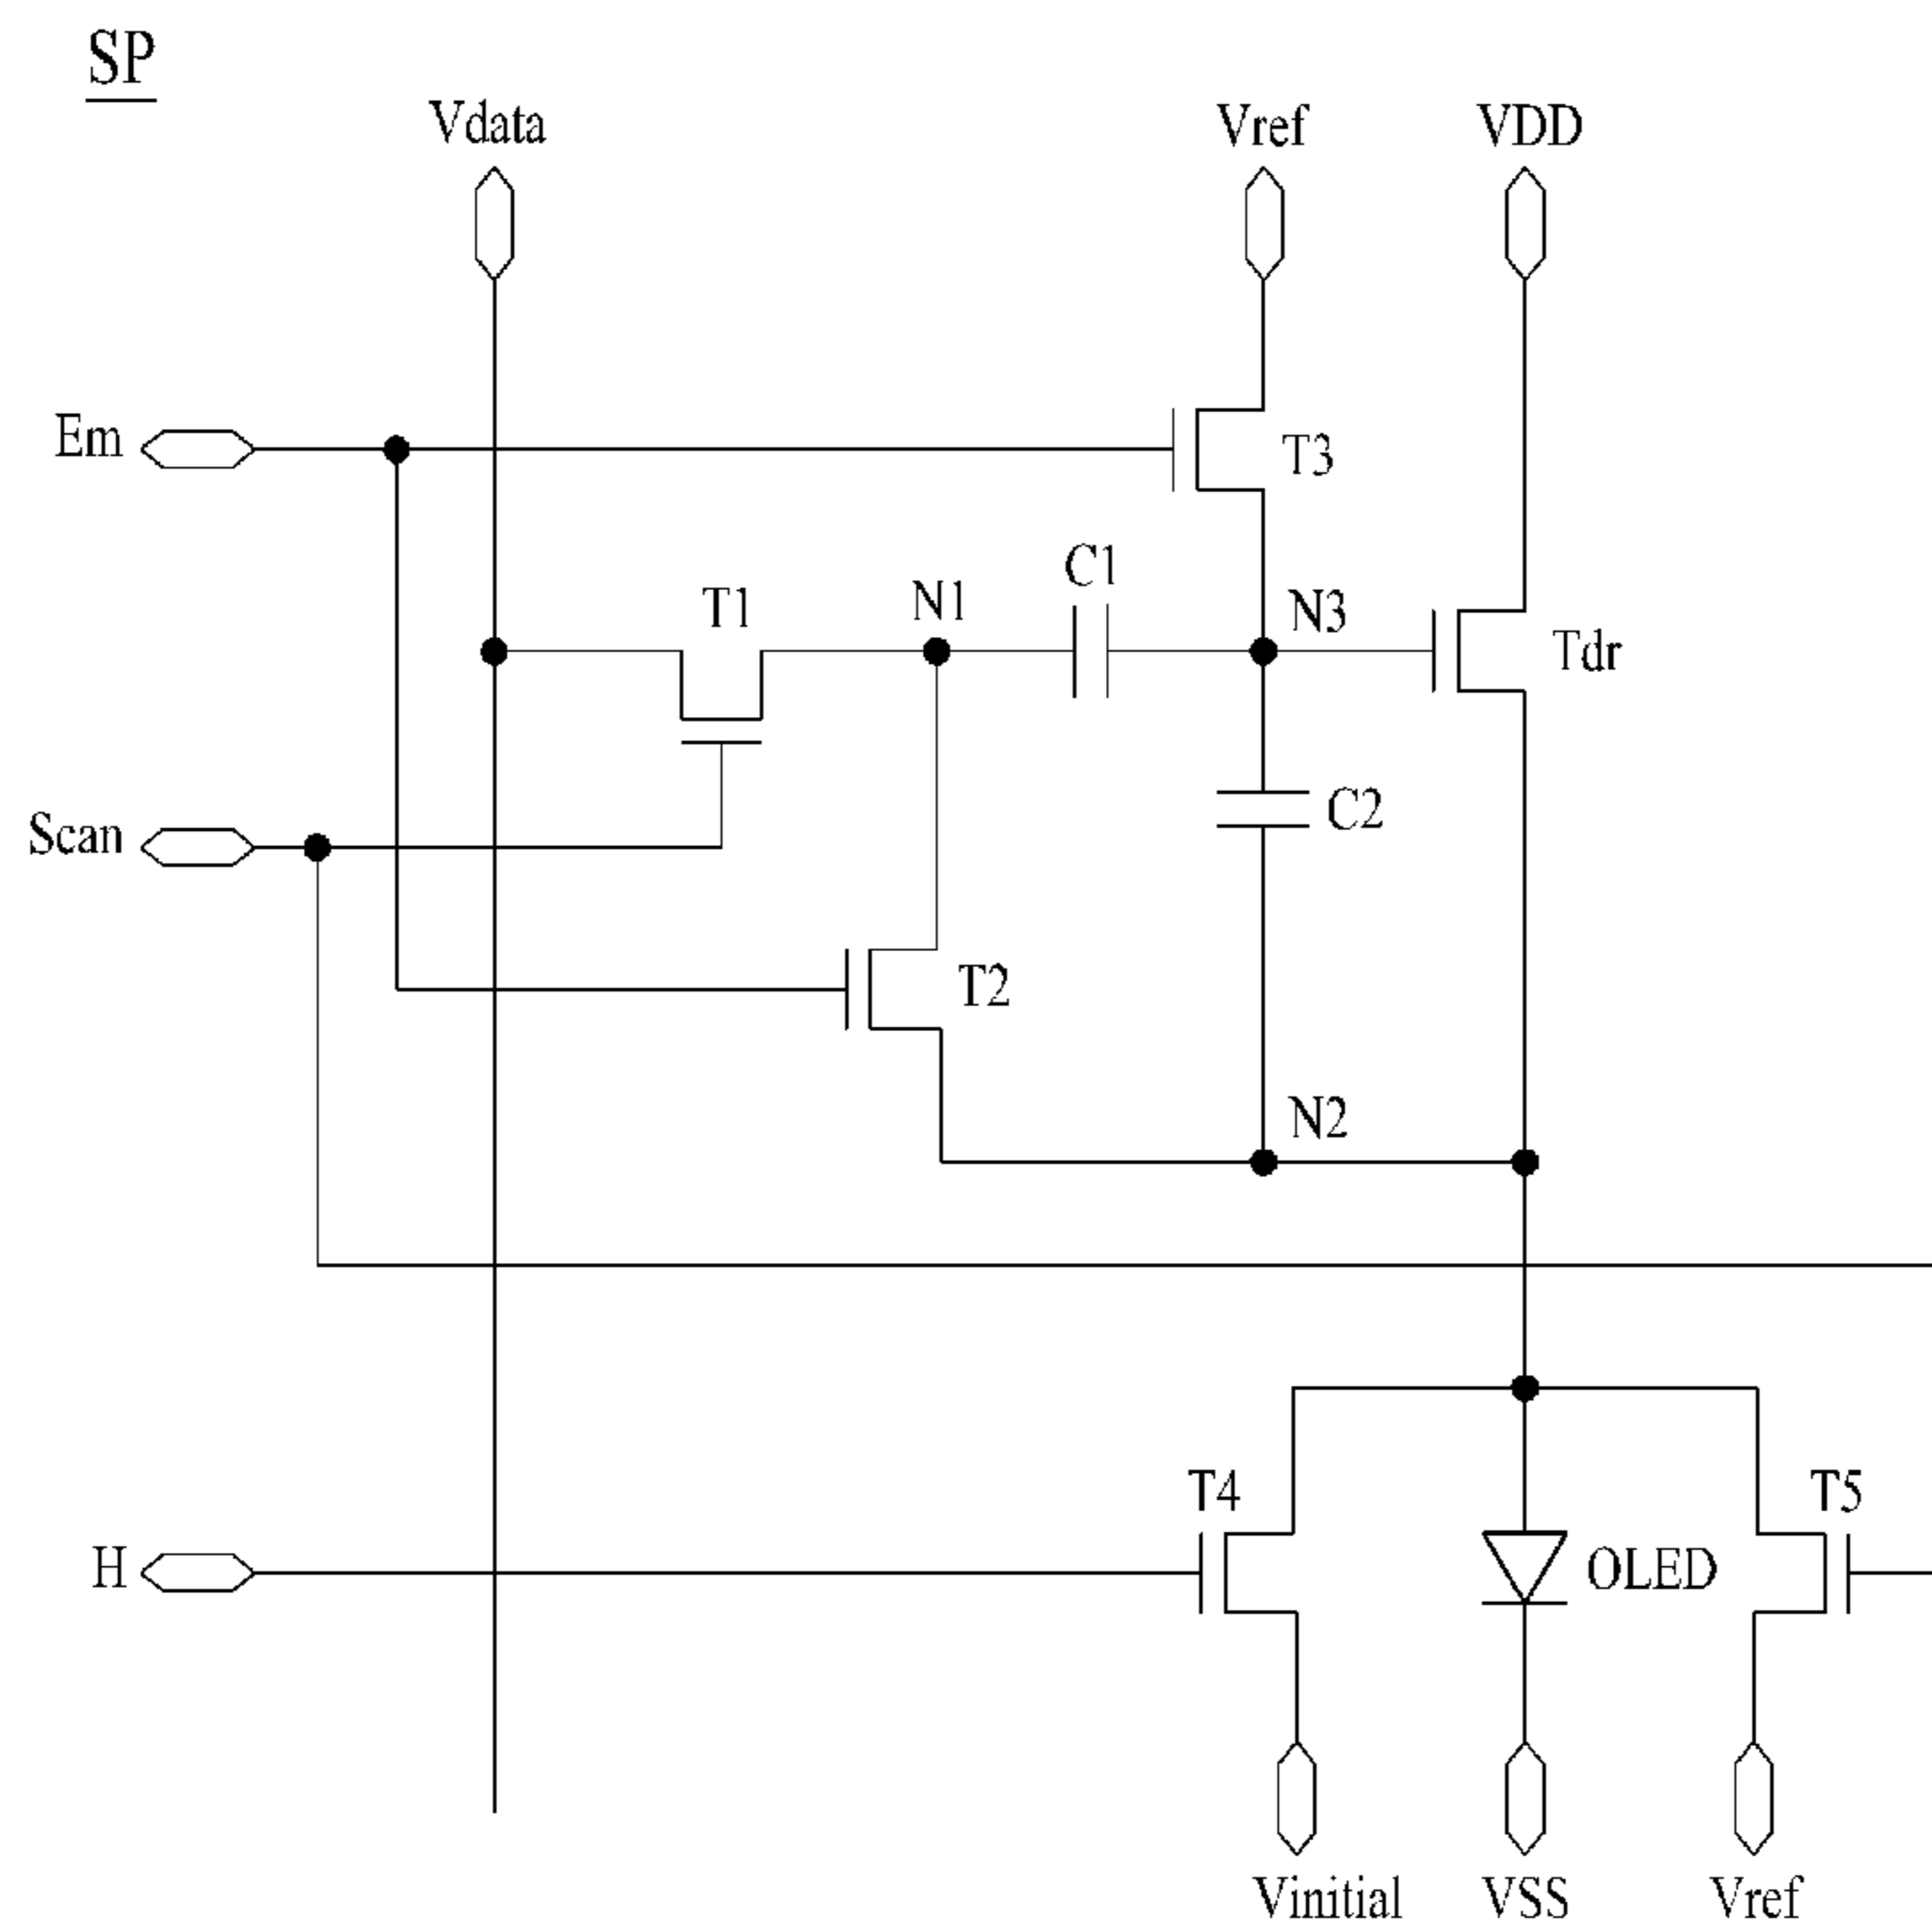 SP
Vdata
Vref
VDD
Em
T3
C1
T1
N1
N3
Tdr
C2
Scan
T2
N2
T4
T5
H
OLED
Vinitial
VSS
Vref